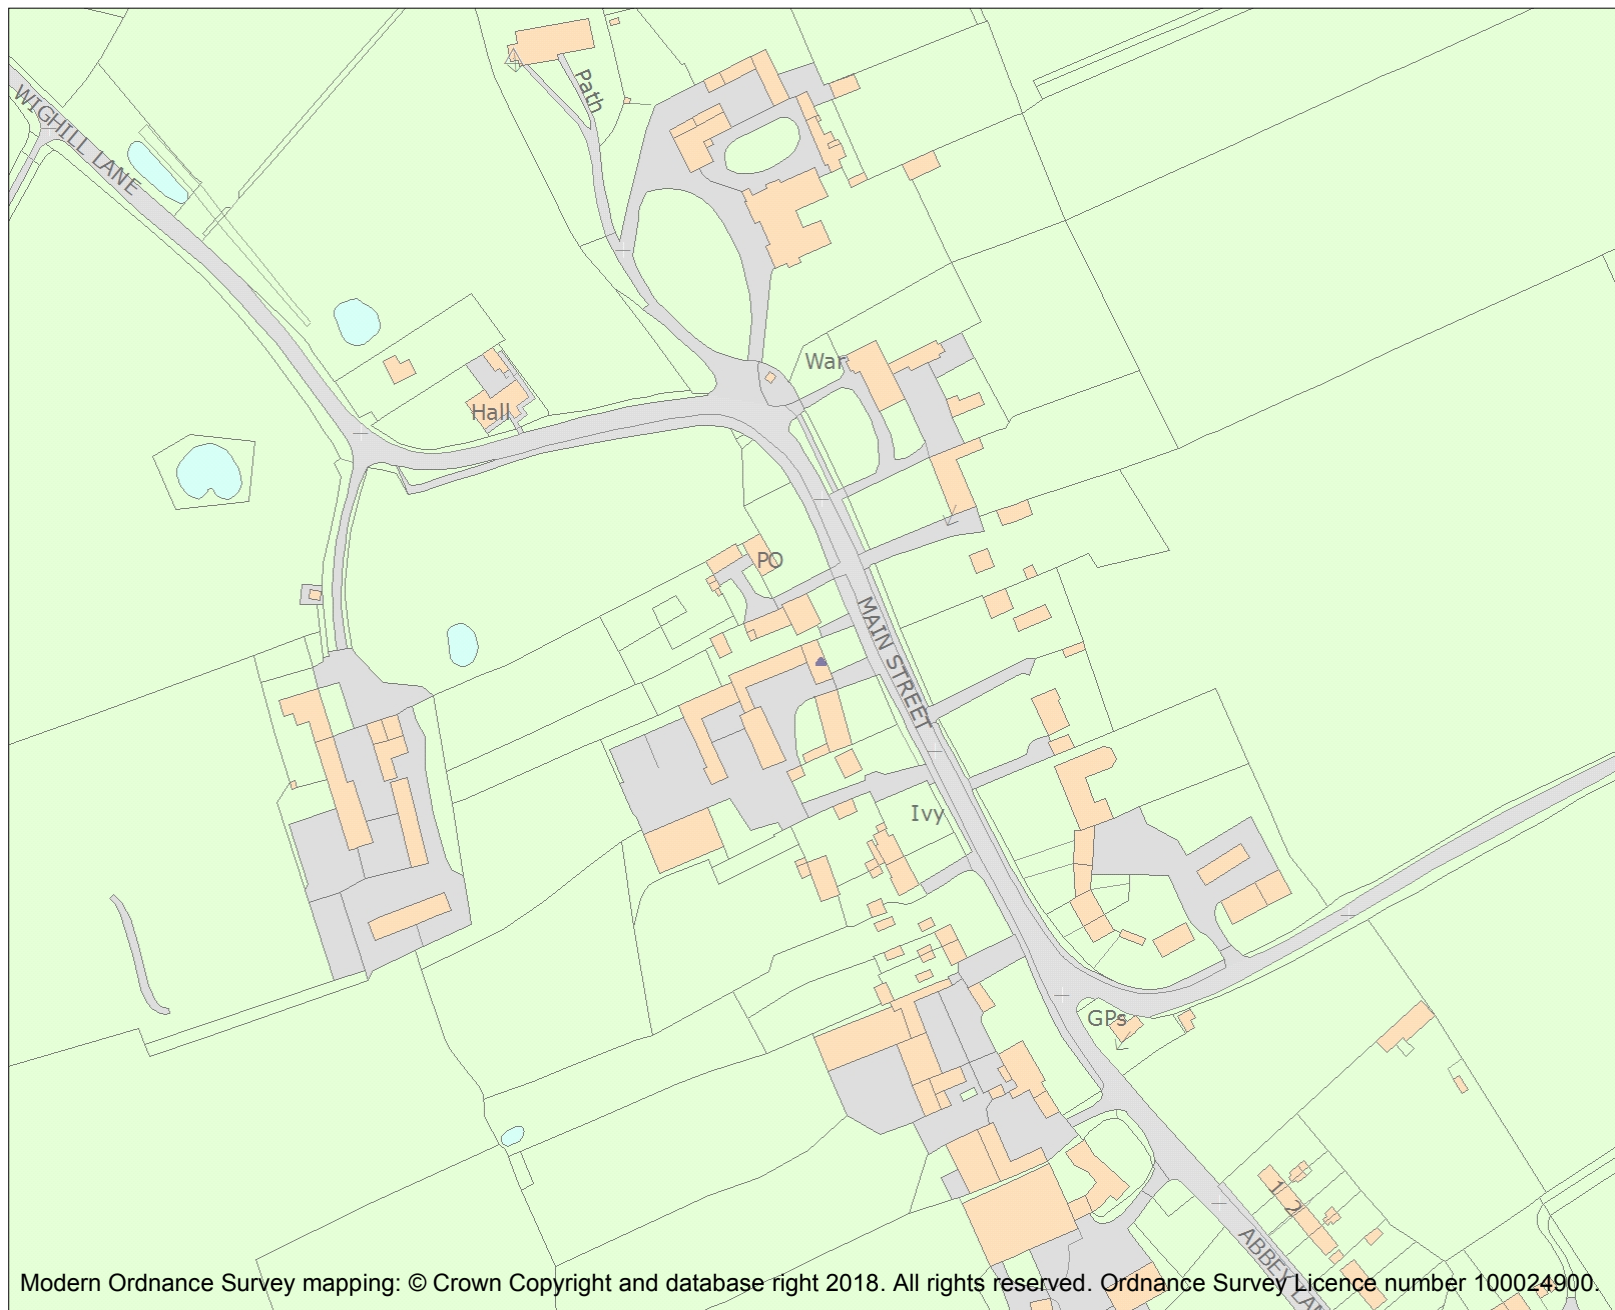 Path
WIGHILL LANE
War
Hall
PO
MAIN STREET
Ivy
GPs
1
2
ABBEY LAN
Modern Ordnance Survey mapping: © Crown Copyright and database right 2018. All rights reserved. Ordnance Survey Licence number 100024900.